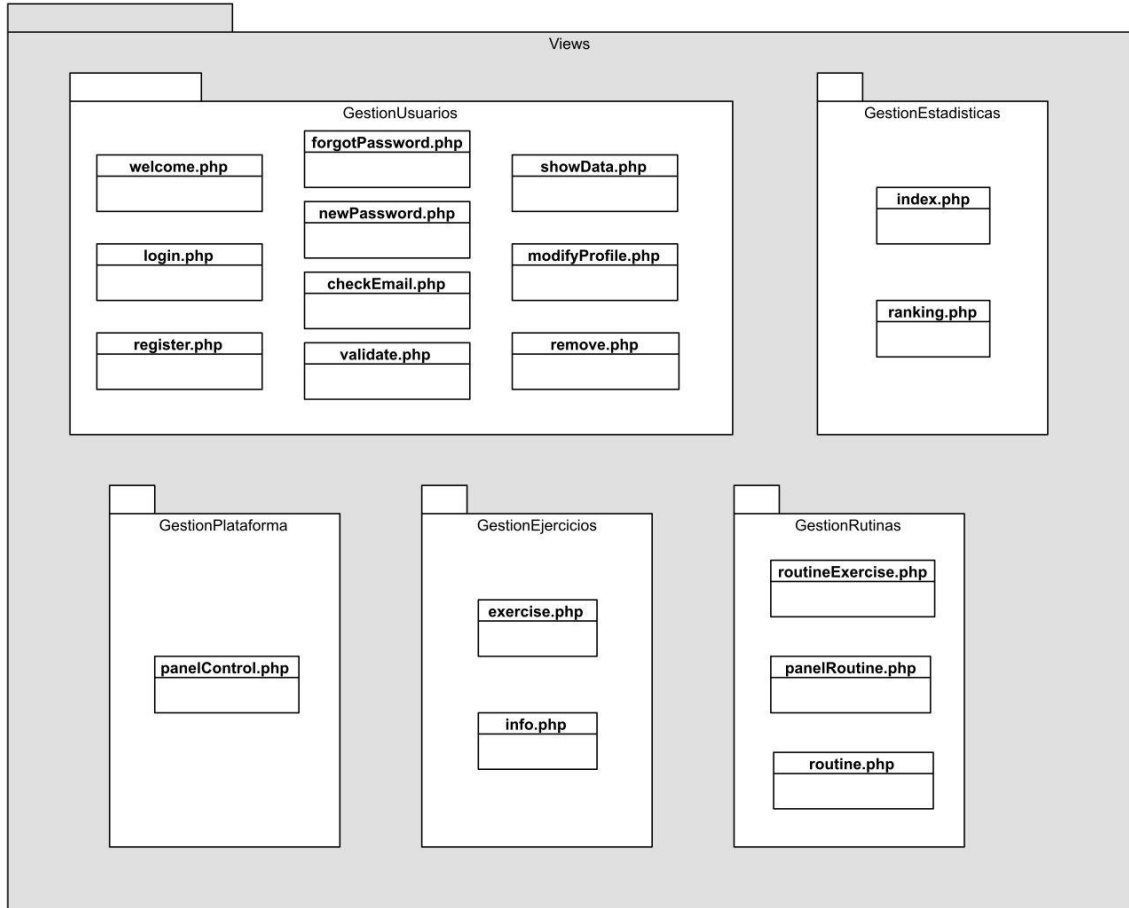 Views
GestionUsuarios
welcome.php
login.php
register.php
forgotPassword.php
newPassword.php
checkEmail.php
validate.php
showData.php
modifyProfile.php
remove.php
GestionEstadisticas
index.php
ranking.php
GestionPlataforma
panelControl.php
GestionEjercicios
exercise.php
info.php
GestionRutinas
routineExercise.php
panelRoutine.php
routine.php